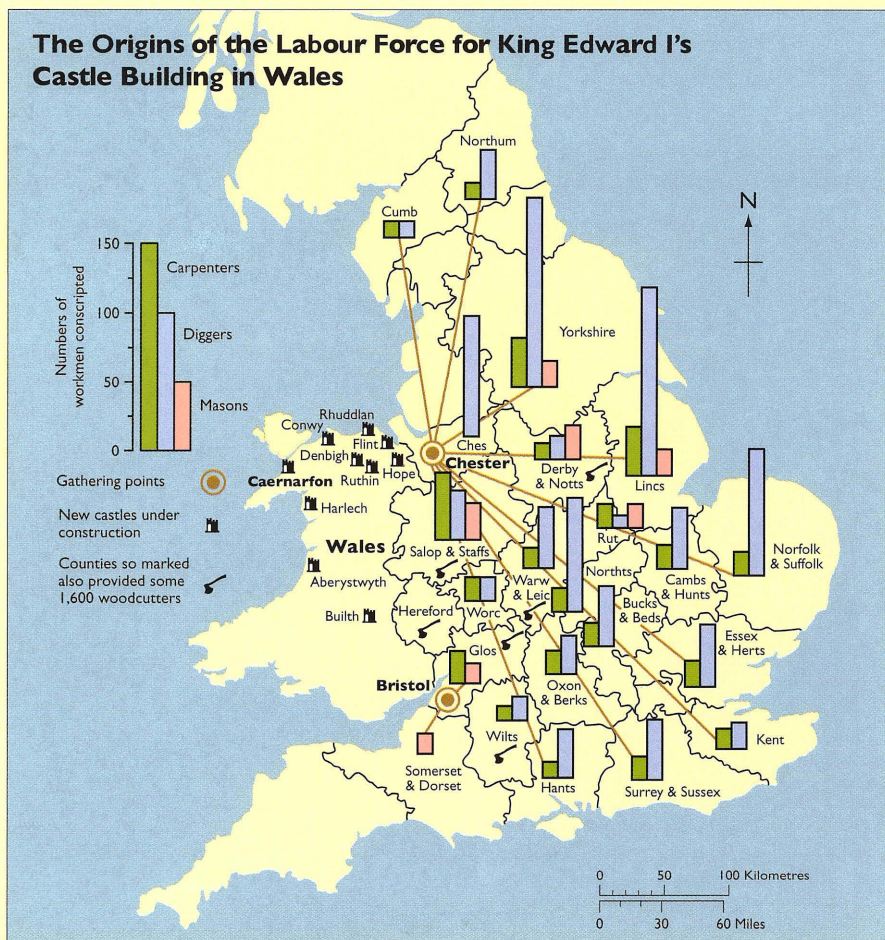 The Origins of the Labour Force for King Edward I's
Castle Building in Wales
Numbers of
workmen conscripted
150
100
50
0
Carpenters
Diggers
Masons
Gathering points
New castles under
construction
Counties so marked
also provided some
1,600 woodcutters
N
Northum
Cumb
Yorkshire
Ches
Chester
Derby
& Notts
Lincs
Rhuddlan
Conwy
Flint
Denbigh
Hope
Ruthin
Caernarfon
Harlech
Wales
Aberystwyth
Builth
Salop & Staffs
Rut
Norfolk
& Suffolk
Cambs
& Hunts
Northts
Warw
& Leic
Bucks
& Beds
Worc
Hereford
Essex
& Herts
Glos
Bristol
Oxon
& Berks
Kent
Wilts
Somerset
& Dorset
Hants
Surrey & Sussex
0 50 100 Kilometres
0 30 60 Miles